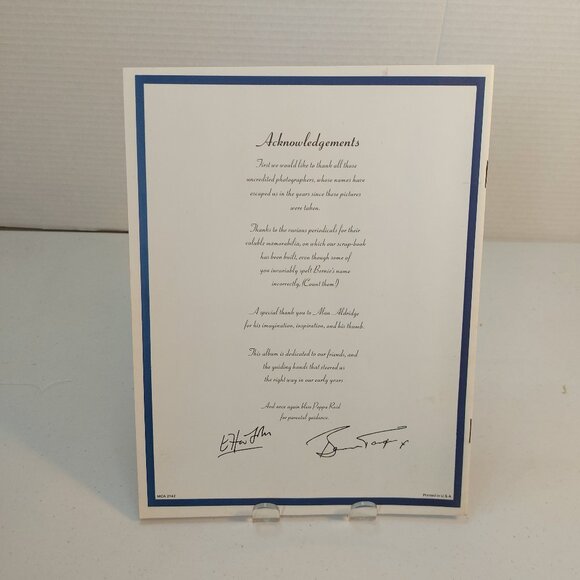 Acknowledgements
First we would like to thank all those
uncredited photographers, whose names have
escaped us in the years since these pictures
were taken.
Thanks to the various periodicals for their
valuable memorabilia, on which our scrap-book
has been built, even though some of
you invariably spelt Bernie's name
incorrectly, (Count them!)
A special thank you to Alan Aldridge
for his imagination, inspiration, and his thumb.
This album is dedicated to our friends, and
the guiding hands that steered us
the right way in our early years
And once again bless Poppa Reid
for parental guidance.
Elton John
Bernie Taupin x
MCA 2142
Printed in U.S.A.